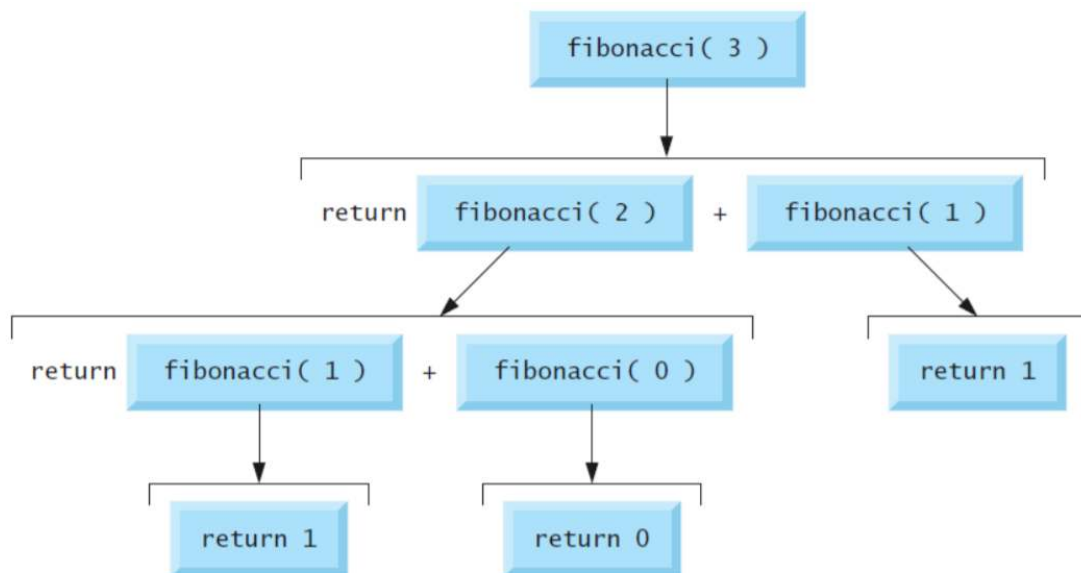 fibonacci( 3 )
return fibonacci( 2 ) + fibonacci( 1 )
return fibonacci( 1 ) + fibonacci( 0 ) return 1
return 1 return 0